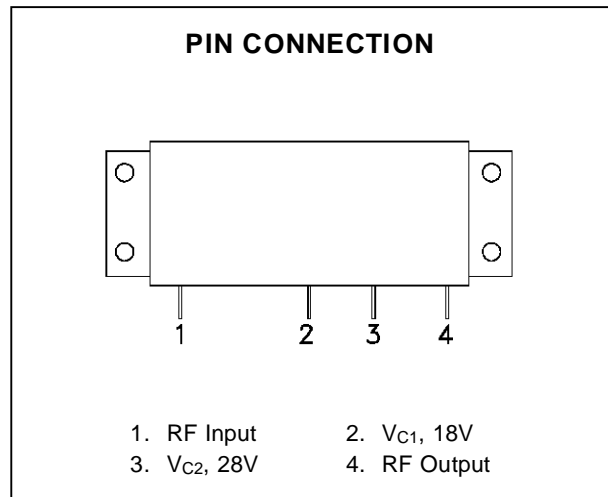 PIN CONNECTION
1 2 3 4
1. RF Input 2. VC1, 18V
3. VC2, 28V 4. RF Output